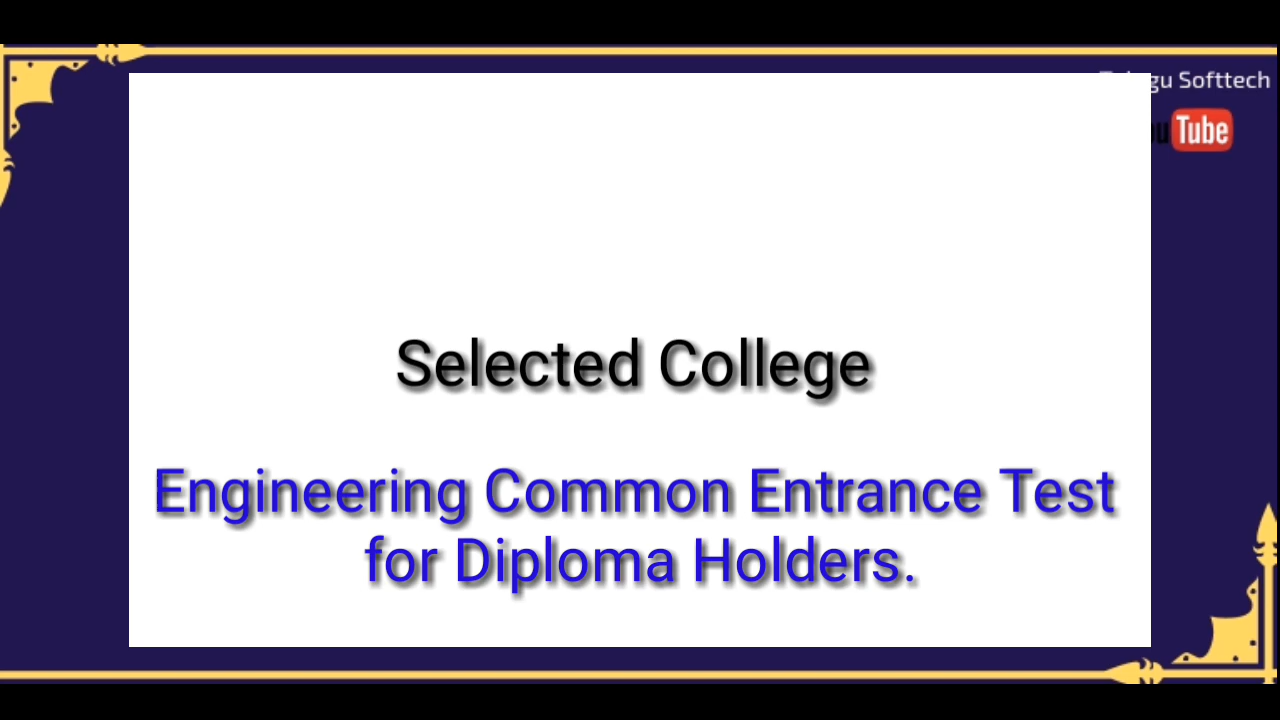 Softtech
Tube
Selected College
Engineering Common Entrance Test
for Diploma Holders.